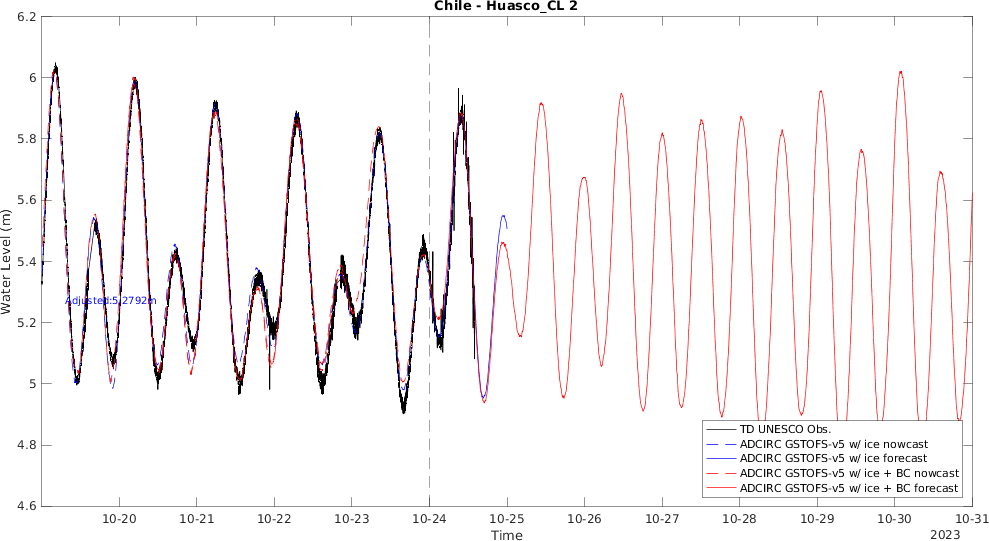 Chile - Huasco_CL 2
6.2
6
5.8
5.6
5.4
5.2
5
4.8
4.6
Water Level (m)
Adjusted:5.2792m
TD UNESCO Obs.
ADCIRC GSTOFS-v5 w/ ice nowcast
ADCIRC GSTOFS-v5 w/ ice forecast
ADCIRC GSTOFS-v5 w/ ice + BC nowcast
ADCIRC GSTOFS-v5 w/ ice + BC forecast
10-20 10-21 10-22 10-23 10-24 10-25 10-26 10-27 10-28 10-29 10-30 10-31
Time
2023